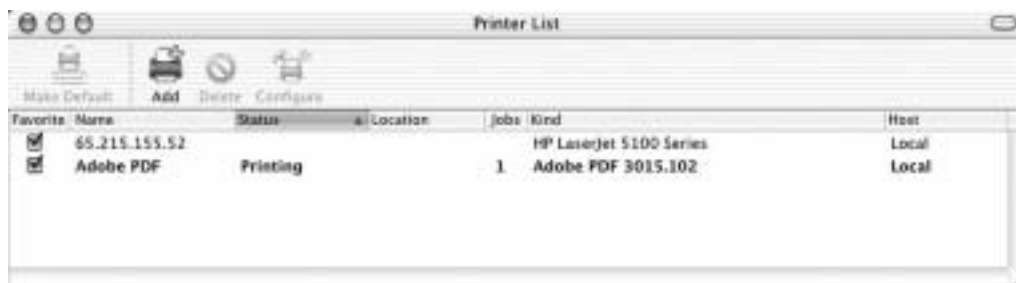 Printer List
Make Default Add Delete Configure
Favorite Name Status Location Jobs Kind Host
65.215.155.52 HP LaserJet 5100 Series Local
Adobe PDF Printing 1 Adobe PDF 3015.102 Local